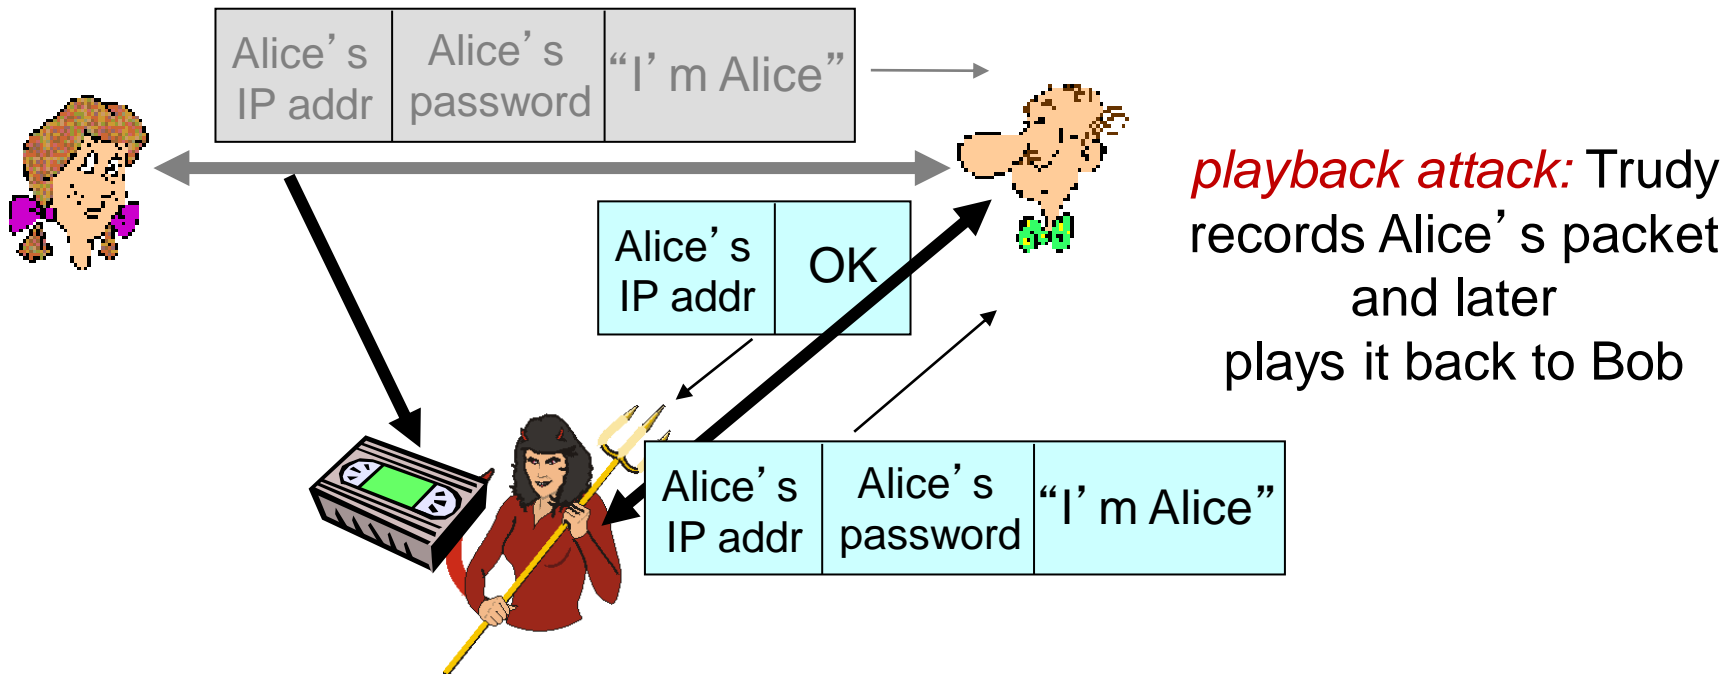 Alice’s
IP addr
Alice’s
password
“I’m Alice”
playback attack: Trudy
records Alice’s packet
and later
plays it back to Bob
Alice’s
IP addr
OK
Alice’s
IP addr
Alice’s
password
“I’m Alice”